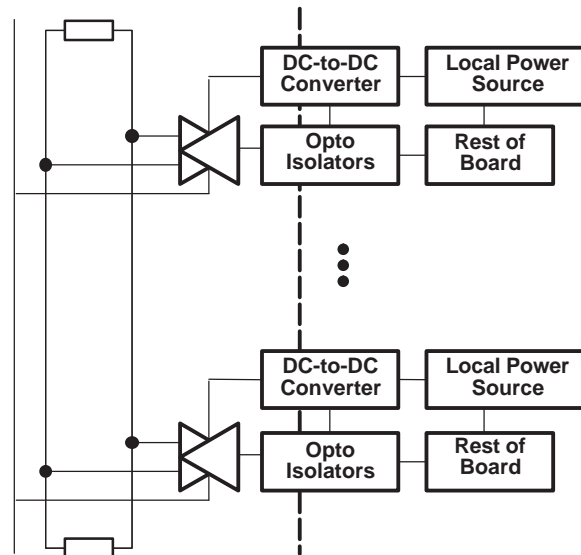 DC-to-DC
Converter
Local Power
Source
Opto
Isolators
Rest of
Board
DC-to-DC
Converter
Local Power
Source
Opto
Isolators
Rest of
Board